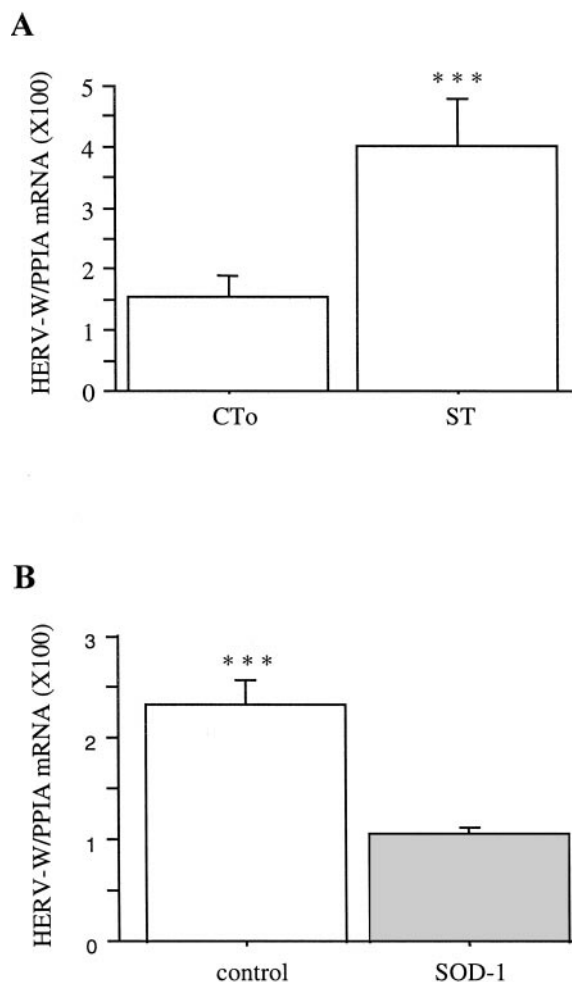 A
HERV-W/PPIA mRNA (X100)
5
4
3
2
1
0
***
CTo
ST
B
HERV-W/PPIA mRNA (X100)
3
2
1
0
***
control
SOD-1